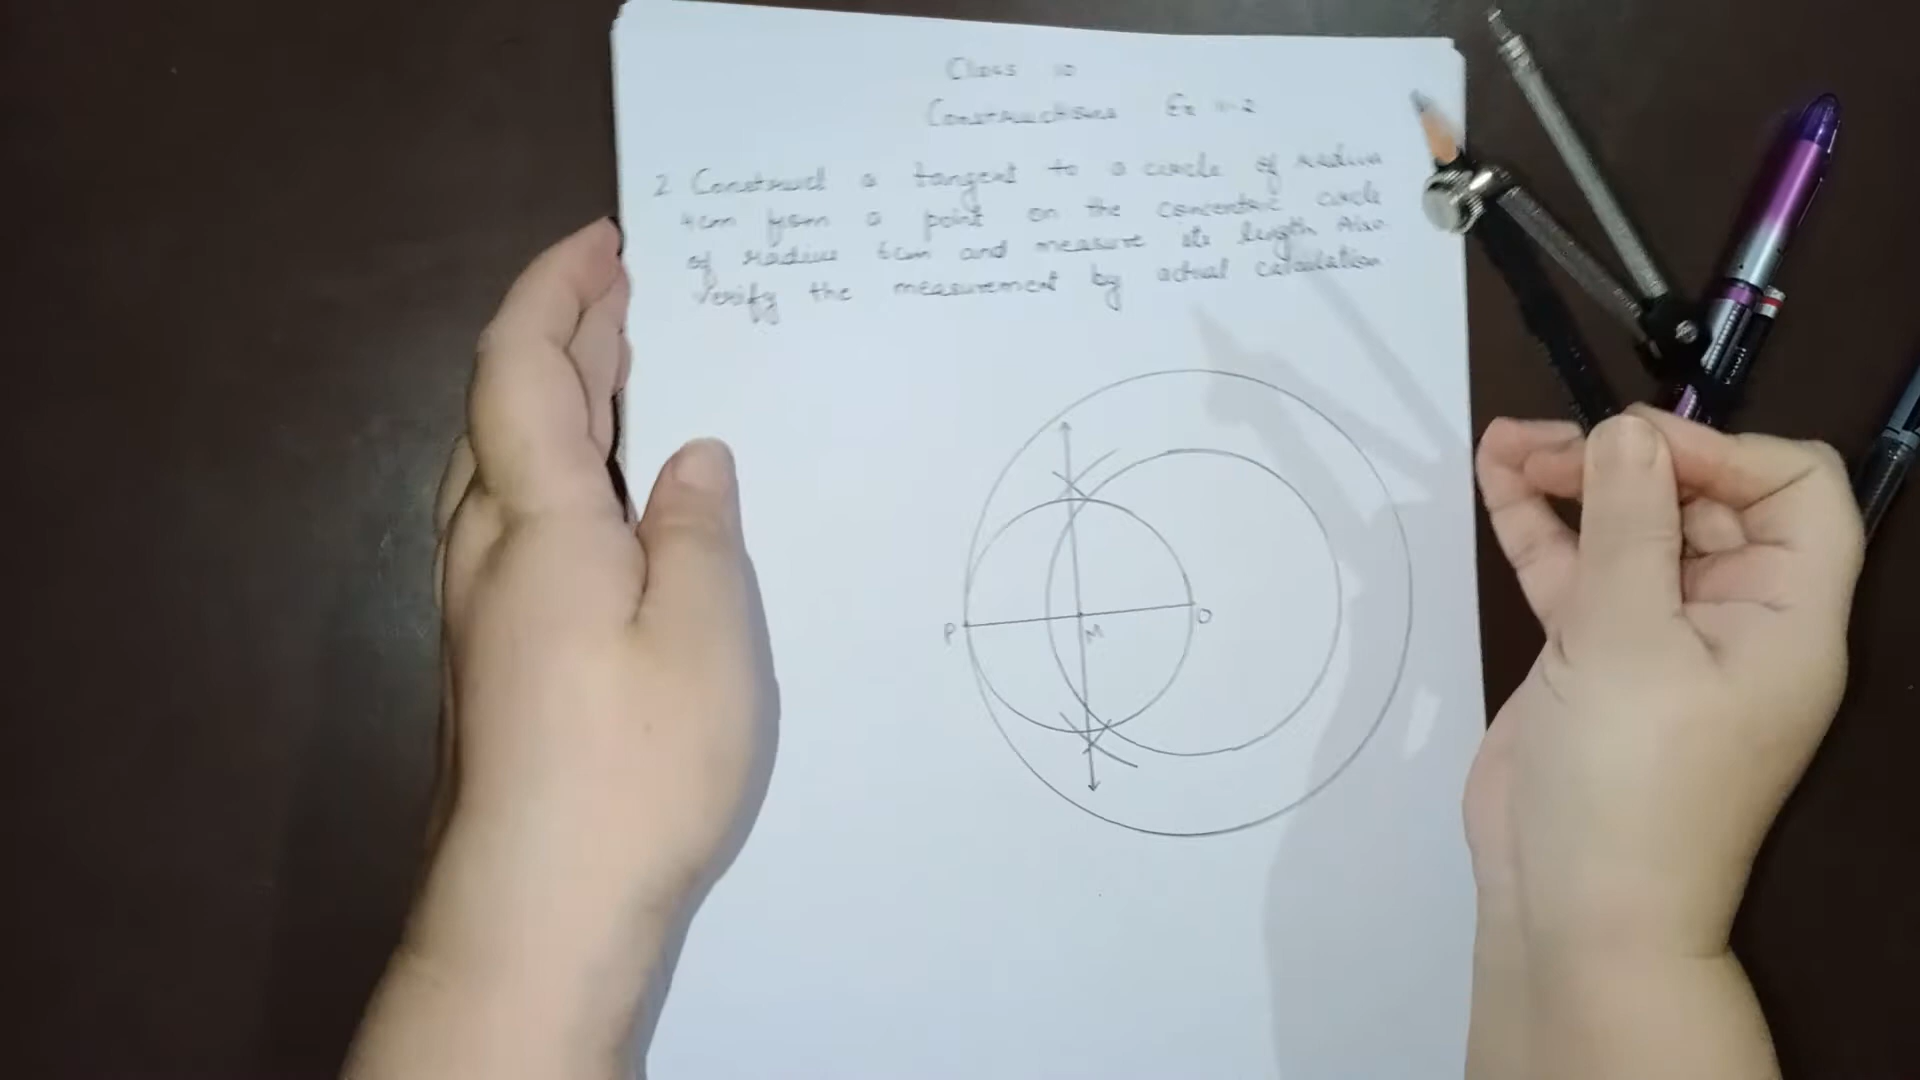 Class 10
Constructions Ex 11.2
2 Construct a tangent to a circle of radius
4cm from a point on the concentric circle
of radius 6cm and measure its length Also
Verify the measurement by actual calculation
P
M
O